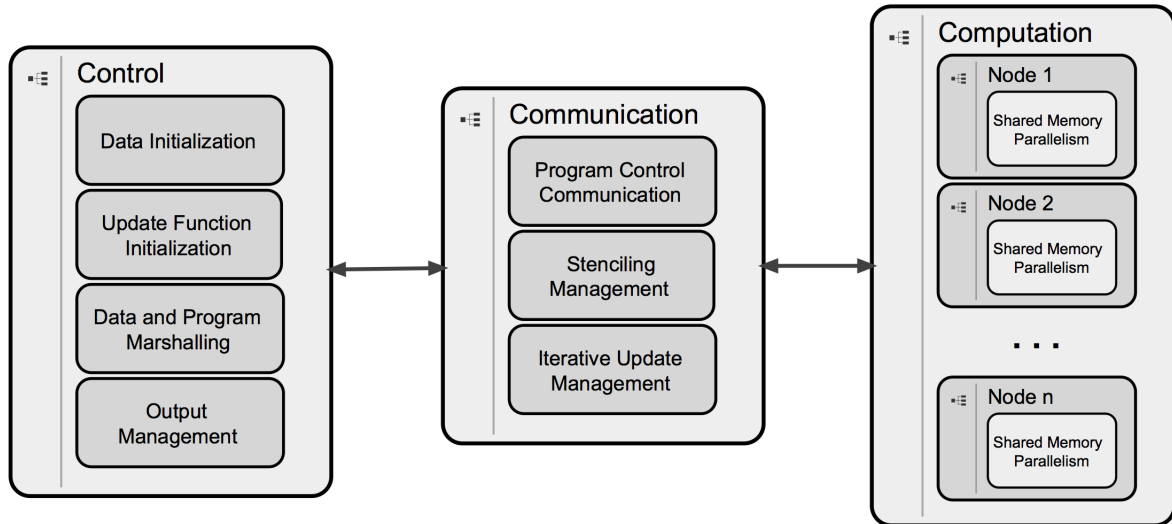 Control
Data Initialization
Update Function
Initialization
Data and Program
Marshalling
Output
Management
Communication
Program Control
Communication
Stenciling
Management
Iterative Update
Management
Computation
Node 1
Shared Memory
Parallelism
Node 2
Shared Memory
Parallelism
. . .
Node n
Shared Memory
Parallelism